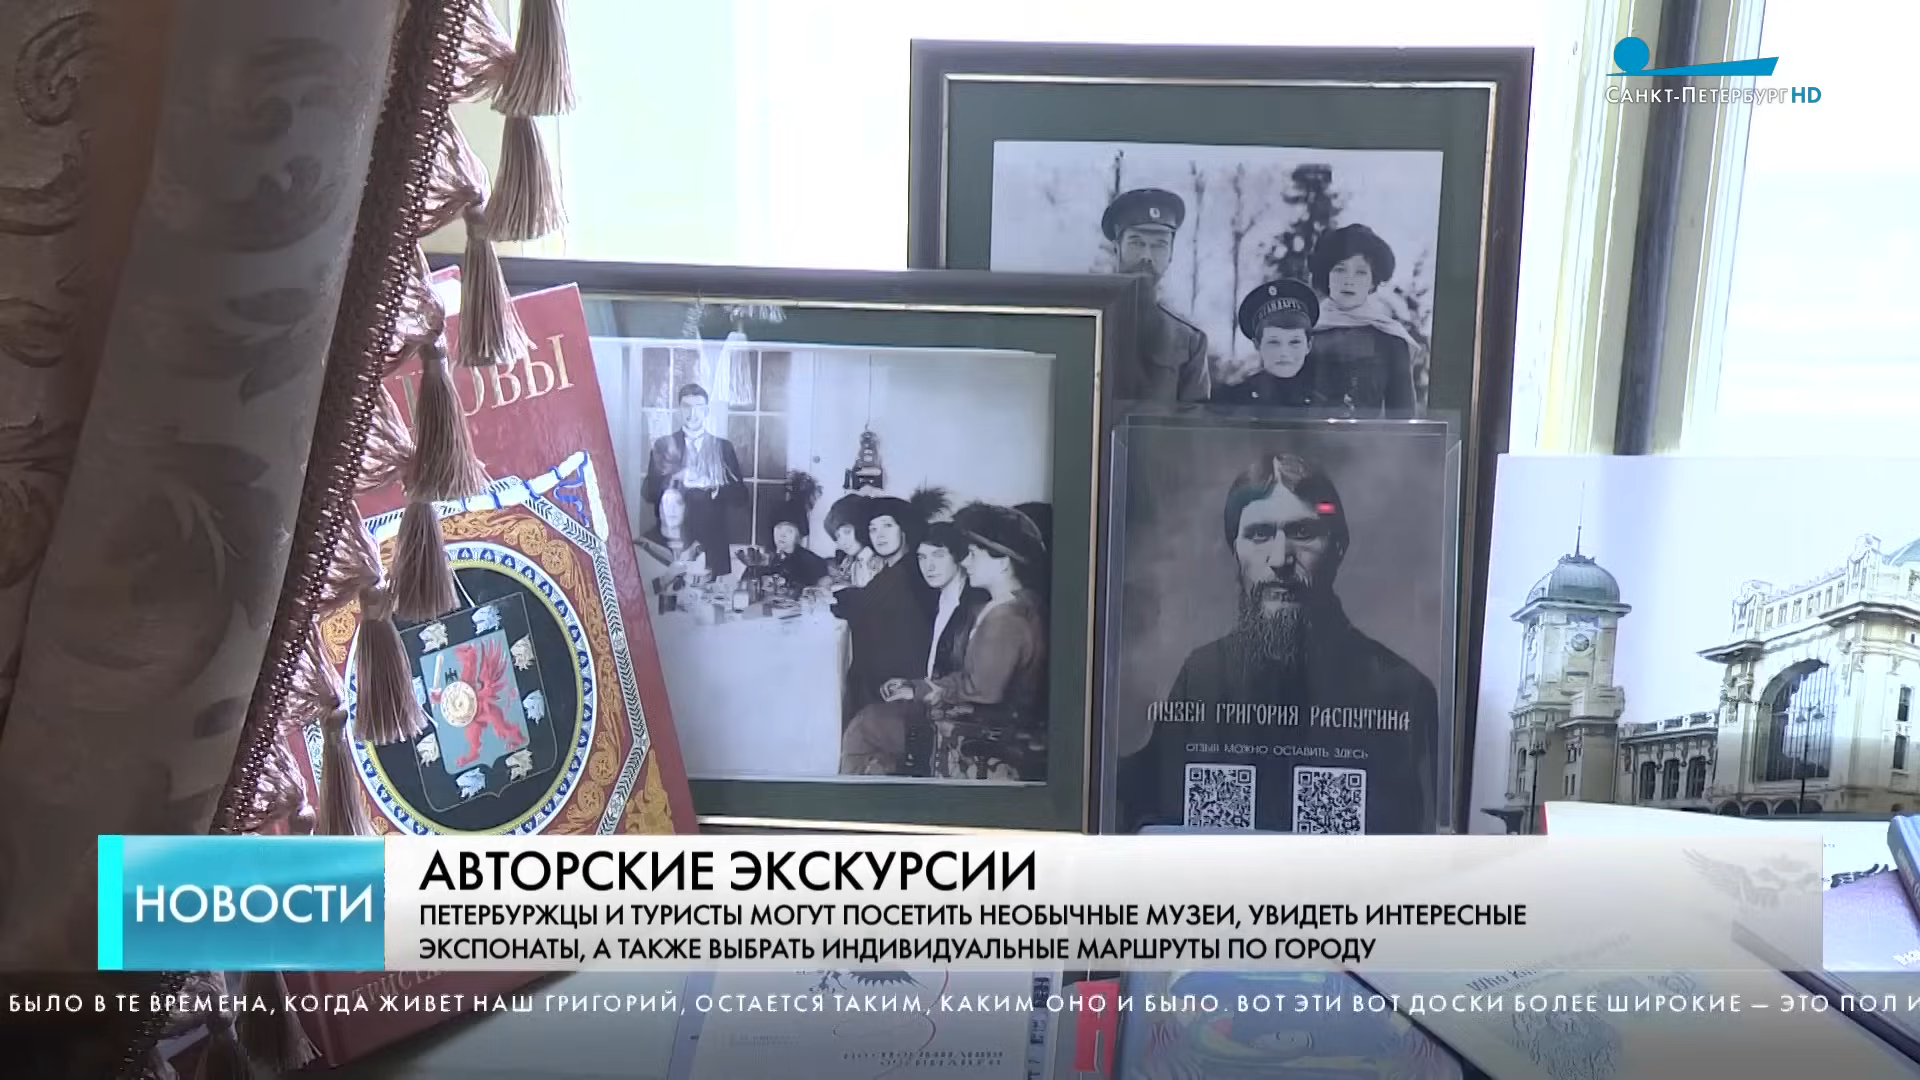 САНКТ-ПЕТЕРБУРГ HD
СТАНДАРТЪ
ОВЫ
МУЗЕЙ ГРИГОРИЯ РАСПУТИНА
ОТЗЫВ МОЖНО ОСТАВИТЬ ЗДЕСЬ
НОВОСТИ
АВТОРСКИЕ ЭКСКУРСИИ
ПЕТЕРБУРЖЦЫ И ТУРИСТЫ МОГУТ ПОСЕТИТЬ НЕОБЫЧНЫЕ МУЗЕИ, УВИДЕТЬ ИНТЕРЕСНЫЕ
ЭКСПОНАТЫ, А ТАКЖЕ ВЫБРАТЬ ИНДИВИДУАЛЬНЫЕ МАРШРУТЫ ПО ГОРОДУ
БЫЛО В ТЕ ВРЕМЕНА, КОГДА ЖИВЕТ НАШ ГРИГОРИЙ, ОСТАЕТСЯ ТАКИМ, КАКИМ ОНО И БЫЛО. ВОТ ЭТИ ВОТ ДОСКИ БОЛЕЕ ШИРОКИЕ — ЭТО ПОЛ И